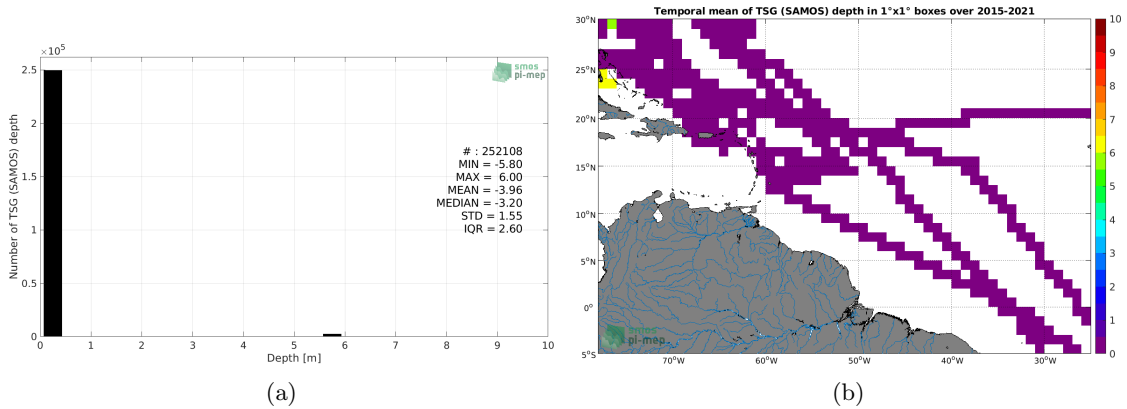 ×10⁵
2.5
2
1.5
1
0.5
0
Number of TSG (SAMOS) depth
smos
pi-mep
# : 252108
MIN = -5.80
MAX = 6.00
MEAN = -3.96
MEDIAN = -3.20
STD = 1.55
IQR = 2.60
0 1 2 3 4 5 6 7 8 9 10
Depth [m]
(a)
Temporal mean of TSG (SAMOS) depth in 1°x1° boxes over 2015-2021
30°N
25°N
20°N
15°N
10°N
5°N
0°
5°S
smos
pi-mep
70°W 60°W 50°W 40°W 30°W
10
9
8
7
6
5
4
3
2
1
0
(b)